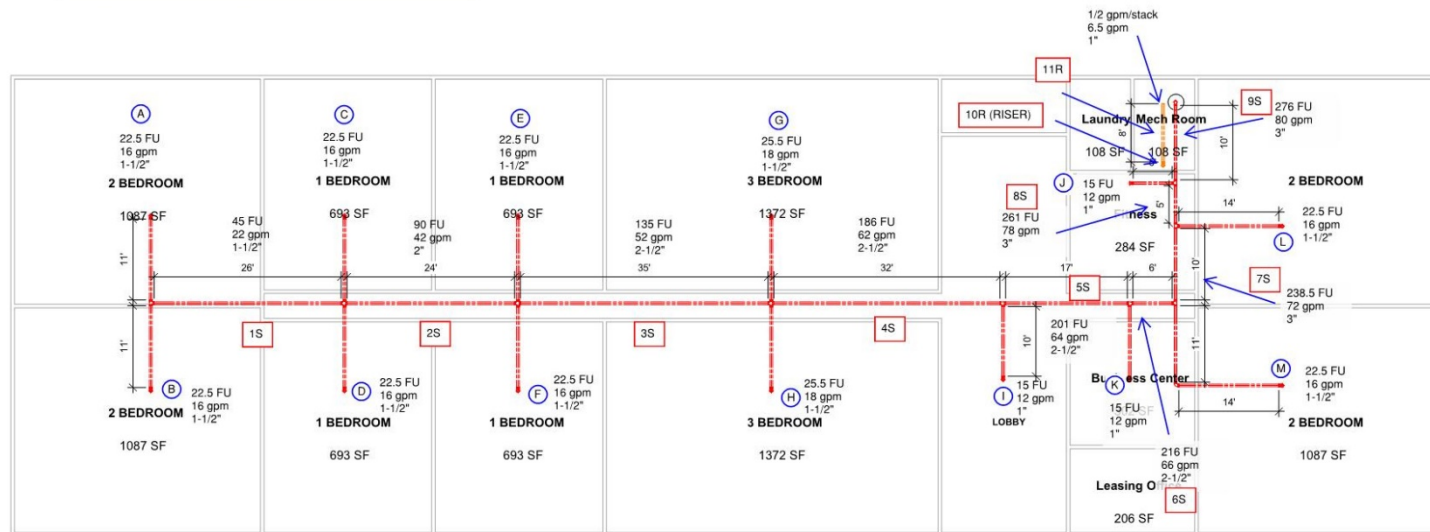 1/2 gpm/stack
6.5 gpm
1"
11R
10R (RISER)
9S
276 FU
80 gpm
3"
A
22.5 FU
16 gpm
1-1/2"
2 BEDROOM
1087 SF
C
22.5 FU
16 gpm
1-1/2"
1 BEDROOM
693 SF
E
22.5 FU
16 gpm
1-1/2"
1 BEDROOM
693 SF
G
25.5 FU
18 gpm
1-1/2"
3 BEDROOM
1372 SF
Laundry
108 SF
Mech Room
108 SF
8'
10'
2 BEDROOM
J
15 FU
12 gpm
1"
8S
261 FU
78 gpm
3"
5'
284 SF
14'
22.5 FU
16 gpm
1-1/2"
L
45 FU
22 gpm
1-1/2"
90 FU
42 gpm
2"
135 FU
52 gpm
2-1/2"
186 FU
62 gpm
2-1/2"
11'
26'
24'
35'
32'
17'
6'
10'
7S
238.5 FU
72 gpm
3"
1S
2S
3S
4S
5S
11'
10'
201 FU
64 gpm
2-1/2"
11'
B
22.5 FU
16 gpm
1-1/2"
2 BEDROOM
1087 SF
D
22.5 FU
16 gpm
1-1/2"
1 BEDROOM
693 SF
F
22.5 FU
16 gpm
1-1/2"
1 BEDROOM
693 SF
H
25.5 FU
18 gpm
1-1/2"
3 BEDROOM
1372 SF
I
15 FU
12 gpm
1"
LOBBY
Center
K
15 FU
12 gpm
1"
M
22.5 FU
16 gpm
1-1/2"
14'
2 BEDROOM
1087 SF
216 FU
66 gpm
2-1/2"
6S
Leasing
206 SF